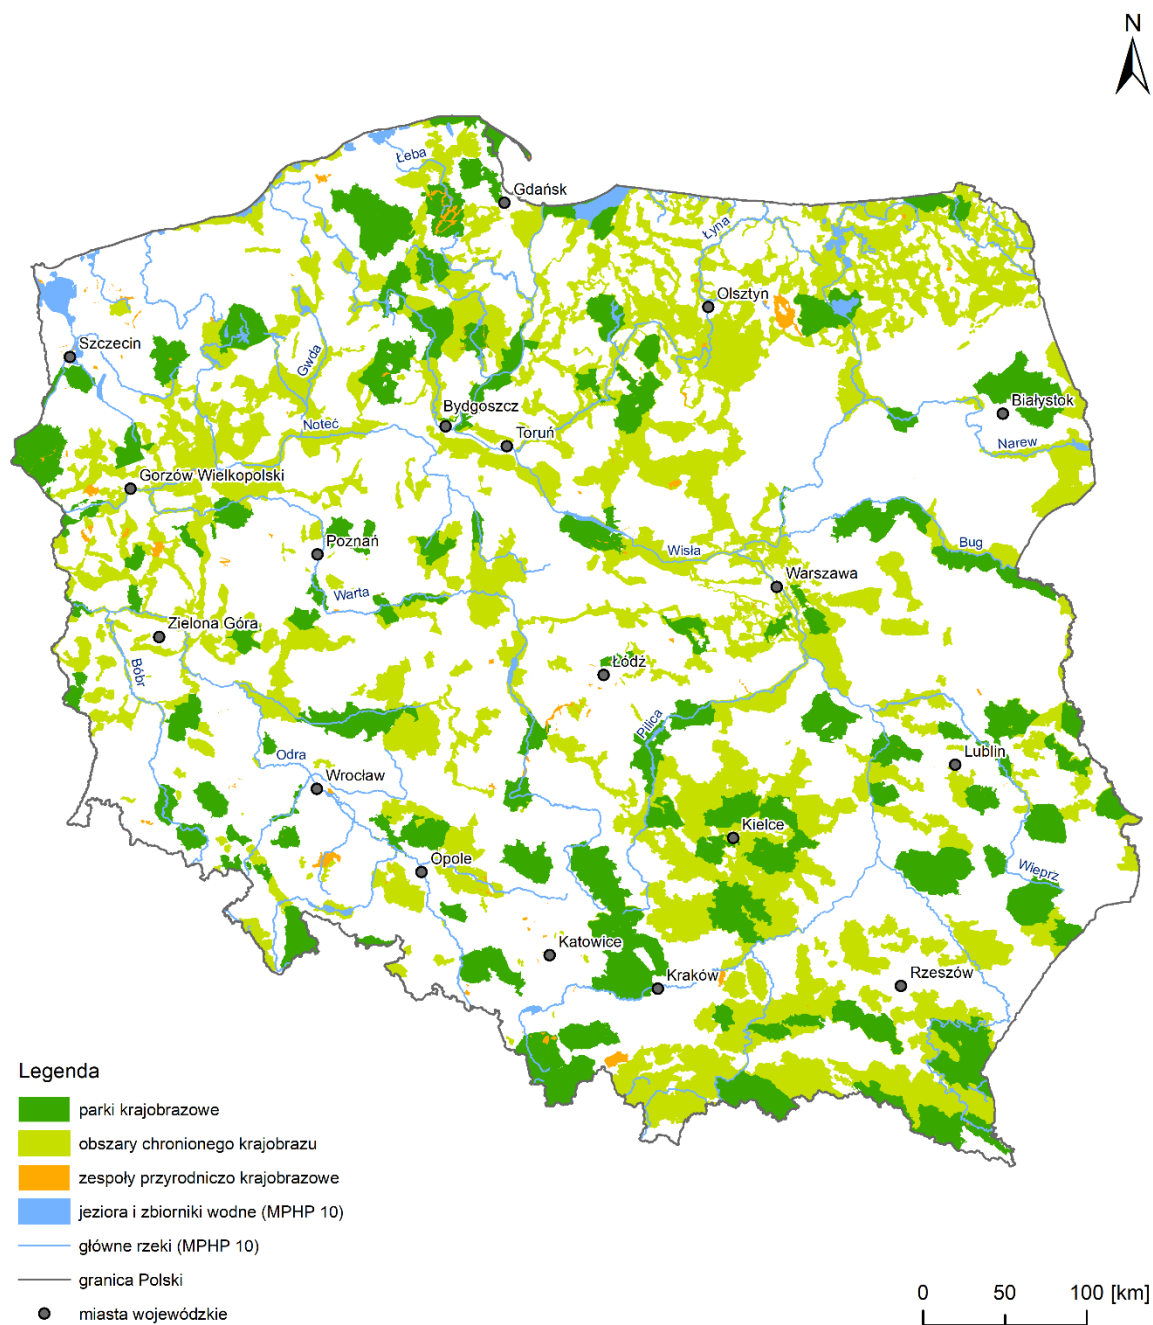 N
Łeba
Gdańsk
Łyna
Olsztyn
Szczecin
Gwda
Białystok
Bydgoszcz
Noteć
Toruń
Narew
Gorzów Wielkopolski
Poznań
Wisła
Bug
Warszawa
Warta
Zielona Góra
Bóbr
Łódź
Pilica
Odra
Lublin
Wrocław
Kielce
Opole
Wieprz
Katowice
Kraków
Rzeszów
Legenda
parki krajobrazowe
obszary chronionego krajobrazu
zespoły przyrodniczo krajobrazowe
jeziora i zbiorniki wodne (MPHP 10)
główne rzeki (MPHP 10)
granica Polski
miasta wojewódzkie
0 50 100 [km]